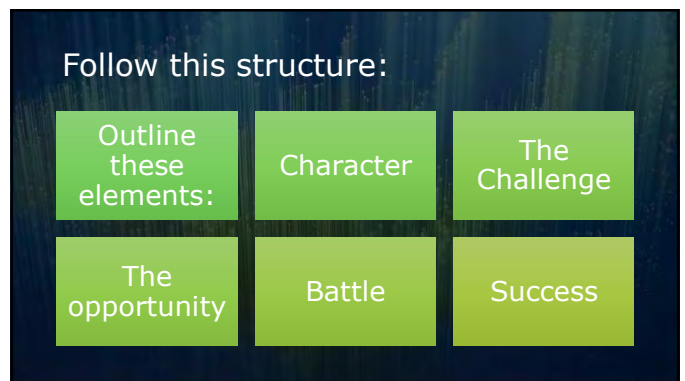 Follow this structure:
Outline
these
elements:
Character
The
Challenge
The
opportunity
Battle
Success